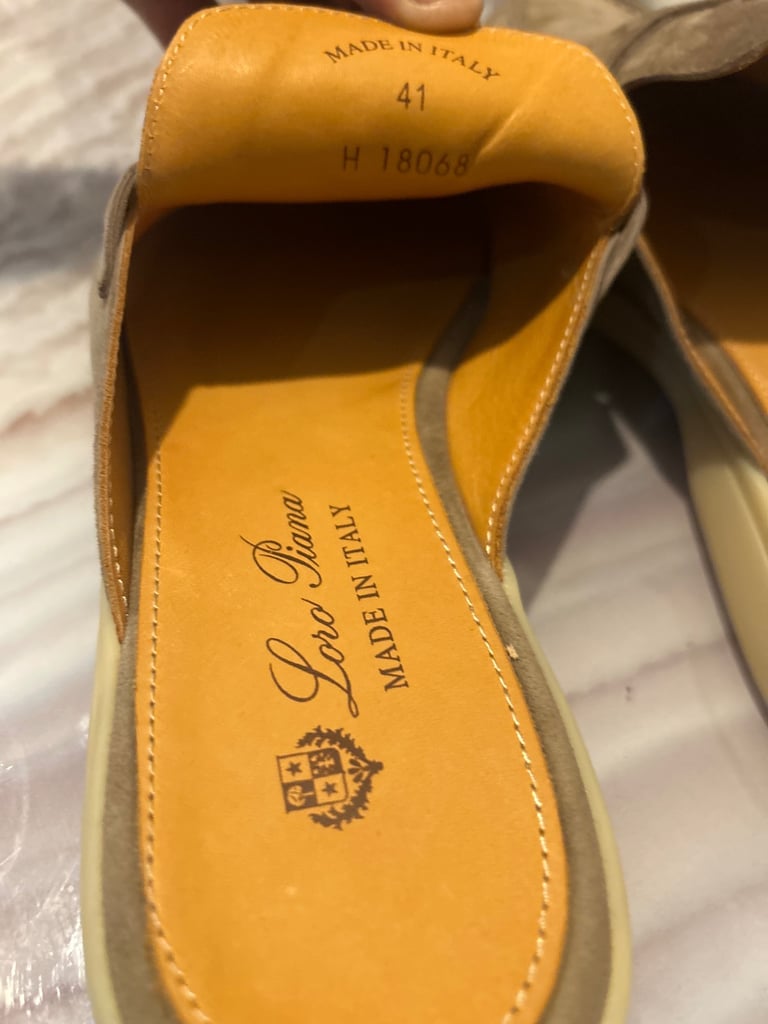 MADE IN ITALY
41
H 18068
Loro Piana
MADE IN ITALY